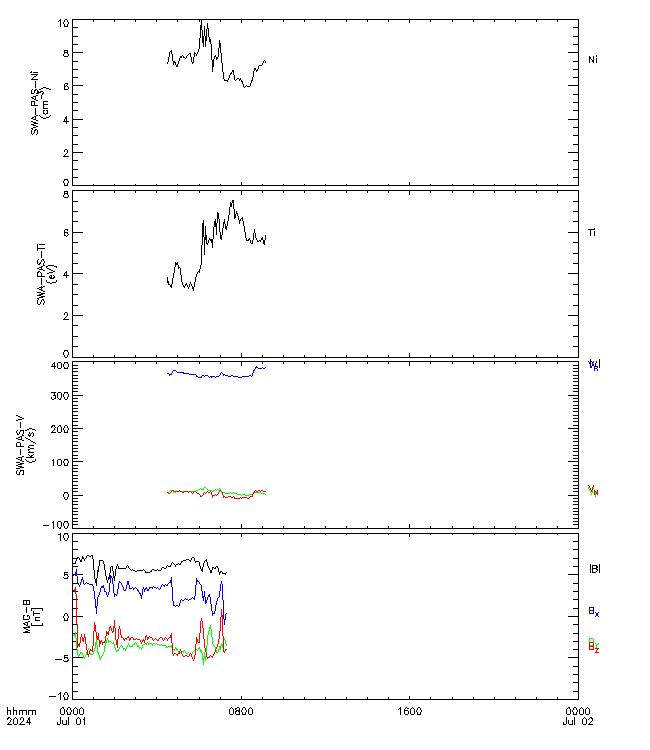 10
8
6
4
2
0
SWA-PAS-Ni
(cm⁻³)
Ni
8
6
4
2
0
SWA-PAS-Ti
(eV)
Ti
400
300
200
100
0
-100
SWA-PAS-V
(km/s)
10
5
0
-5
-10
MAG-B
[nT]
|B|
Bx
Bz
hhmm
2024
0000
Jul 01
0800
1600
0000
Jul 02